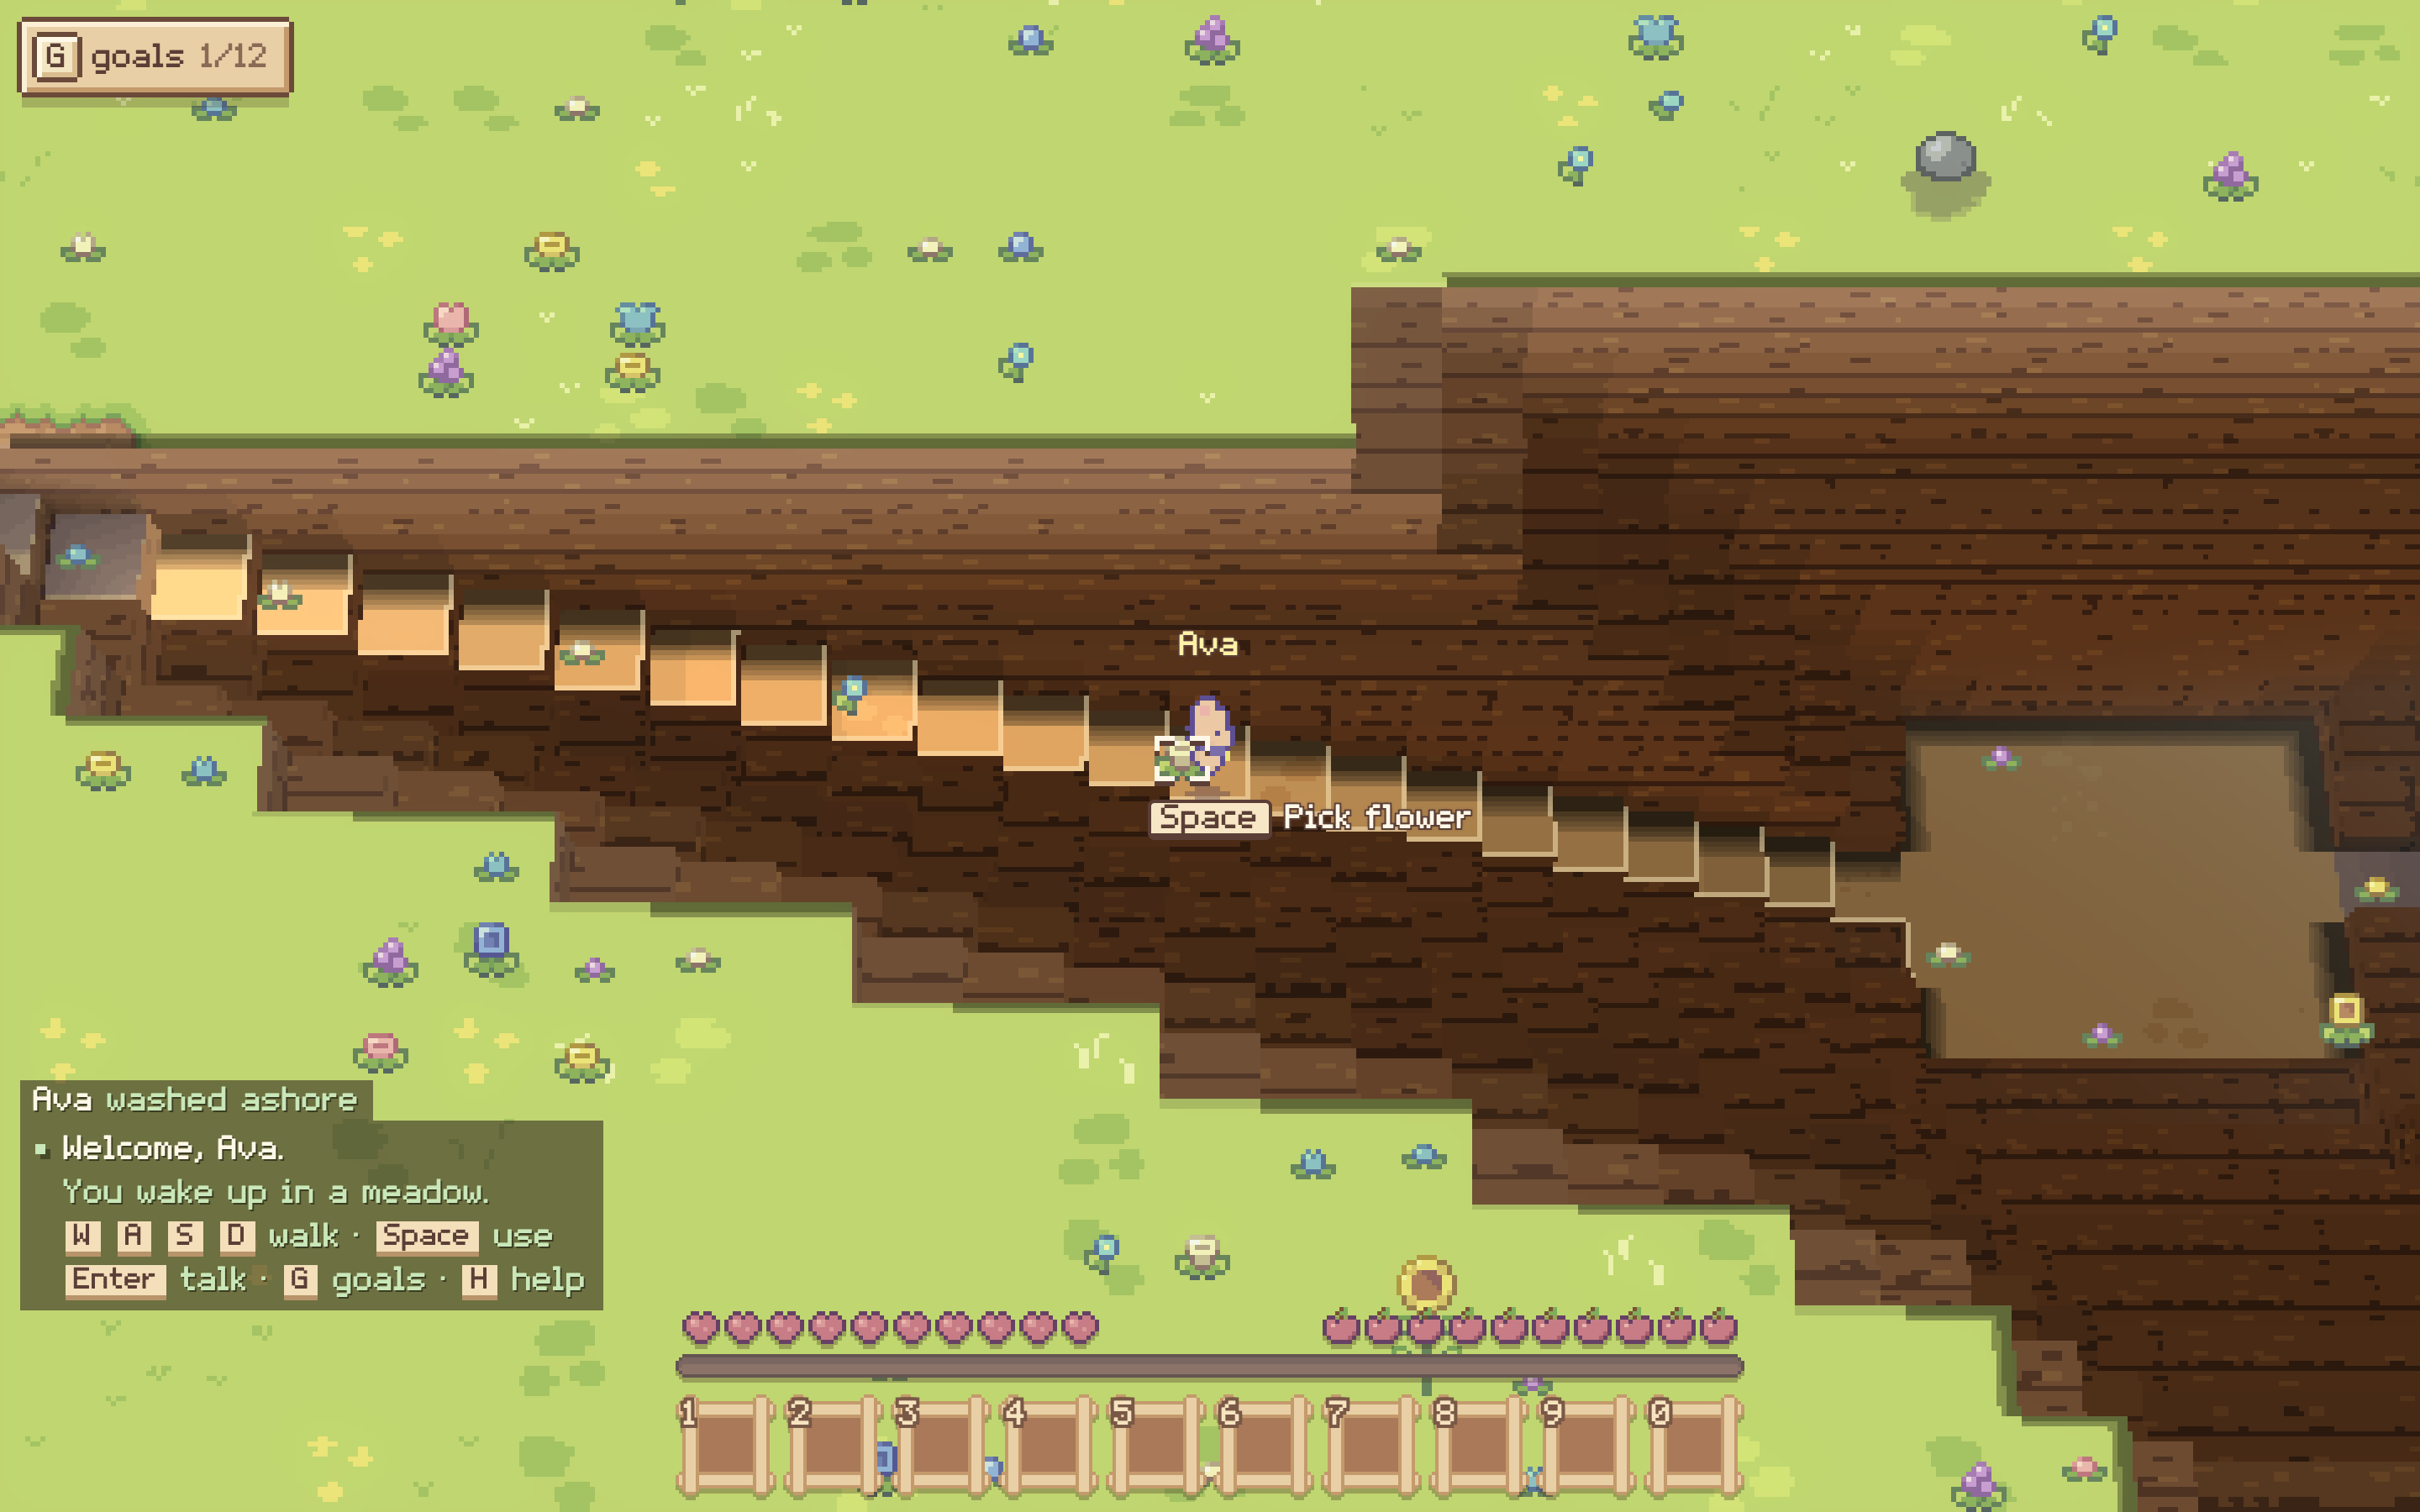 G goals 1/12
Ava
Space Pick flower
Ava washed ashore
Welcome, Ava.
You wake up in a meadow.
W A S D walk · Space use
Enter talk · G goals · H help
1 2 3 4 5 6 7 8 9 0